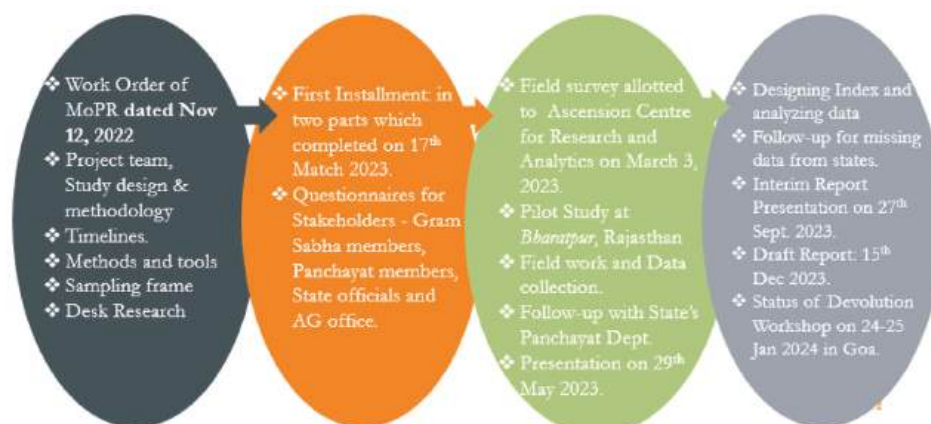 ❖ Work Order of
MoPR dated Nov
12, 2022
❖ Project team,
Study design &
methodology
❖ Timelines.
❖ Methods and tools
❖ Sampling frame
❖ Desk Research
❖ First Installment: in
two parts which
completed on 17th
Match 2023.
❖ Questionnaires for
Stakeholders - Gram
Sabha members,
Panchayat members,
State officials and
AG office.
❖ Field survey allotted
to Ascension Centre
for Research and
Analytics on March 3,
2023.
❖ Pilot Study at
Bharatpur, Rajasthan
❖ Field work and Data
collection.
❖ Follow-up with State's
Panchayat Dept.
❖ Presentation on 29th
May 2023.
❖ Designing Index and
analyzing data
❖ Follow-up for missing
data from states.
❖ Interim Report
Presentation on 27th
Sept. 2023.
❖ Draft Report: 15th
Dec 2023.
❖ Status of Devolution
Workshop on 24-25
Jan 2024 in Goa.